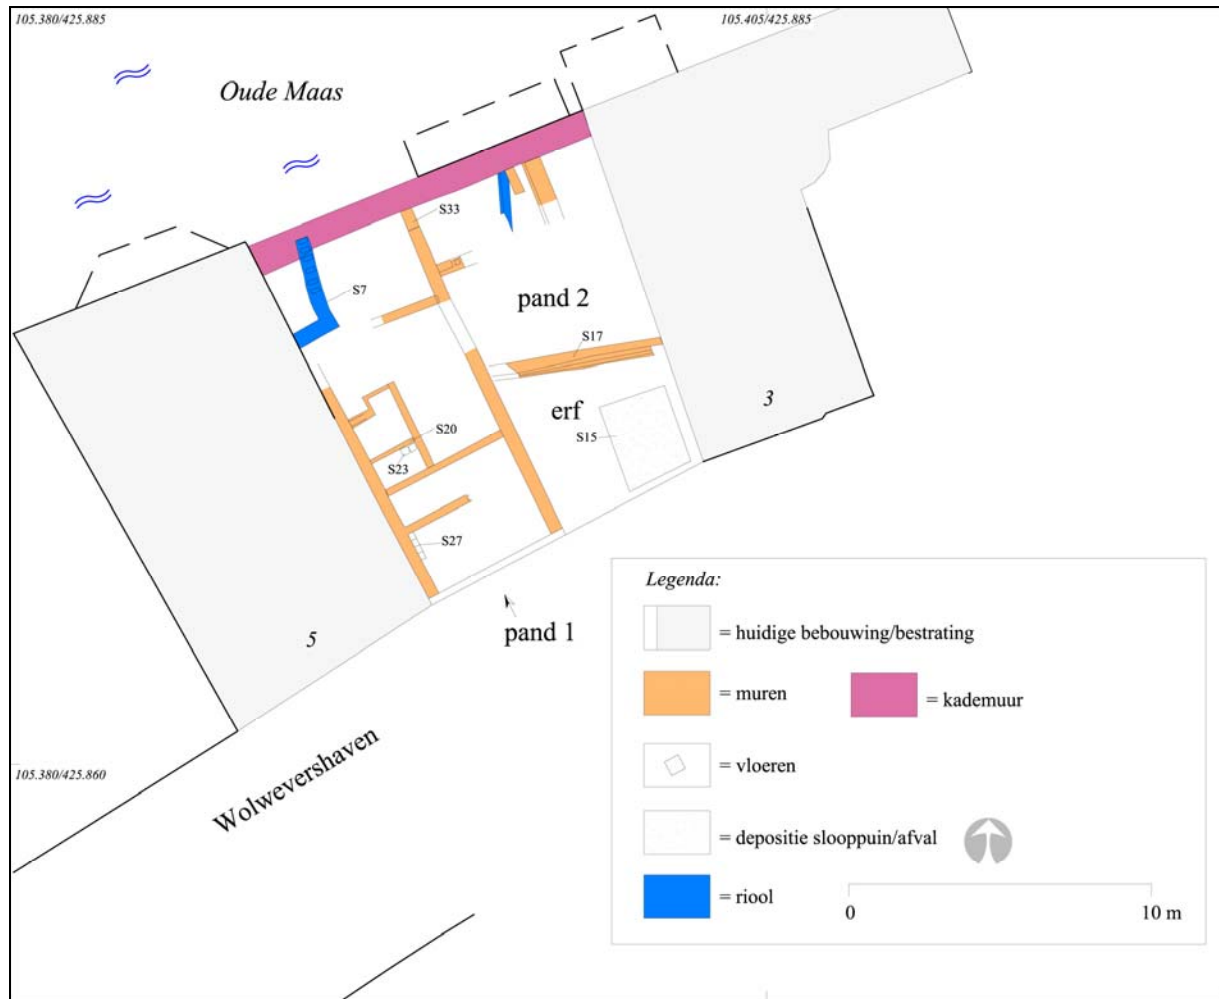 105.380/425.885
105.405/425.885
Oude Maas
S33
S7
pand 2
S17
erf
3
S15
S20
S23
S27
pand 1
5
Wolwevershaven
105.380/425.860
Legenda:
= huidige bebouwing/bestrating
= muren
= kademuur
= vloeren
= depositie slooppuin/afval
= riool
0
10 m